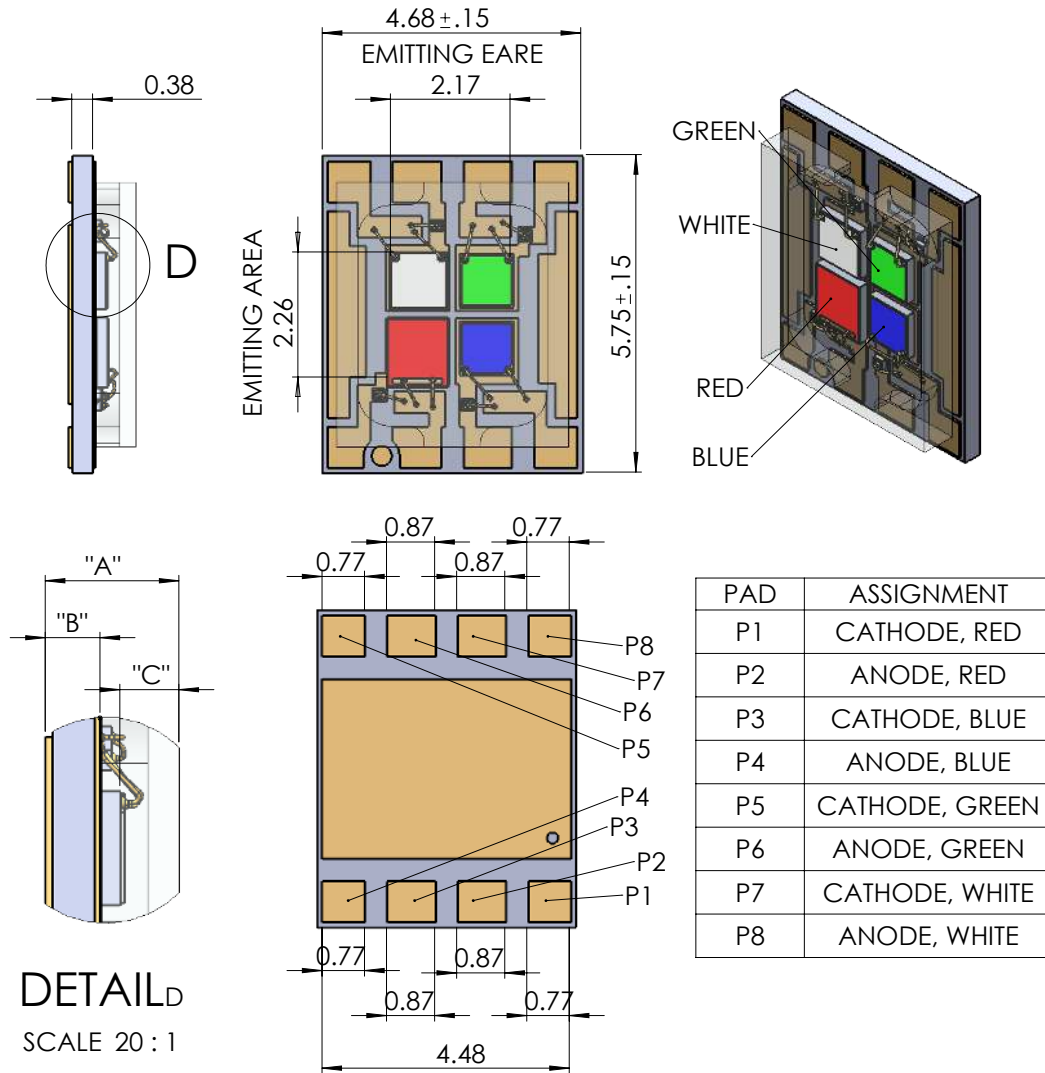 4.68±.15
EMITTING EARE
2.17
0.38
GREEN
WHITE
RED
BLUE
D
EMITTING AREA
2.26
5.75±.15
"A"
"B"
"C"
DETAIL D
SCALE 20 : 1
0.87
0.77
0.77
0.87
P8
P7
P6
P5
P4
P3
P2
P1
0.77
0.87
0.87
0.77
4.48
PAD ASSIGNMENT
P1 CATHODE, RED
P2 ANODE, RED
P3 CATHODE, BLUE
P4 ANODE, BLUE
P5 CATHODE, GREEN
P6 ANODE, GREEN
P7 CATHODE, WHITE
P8 ANODE, WHITE